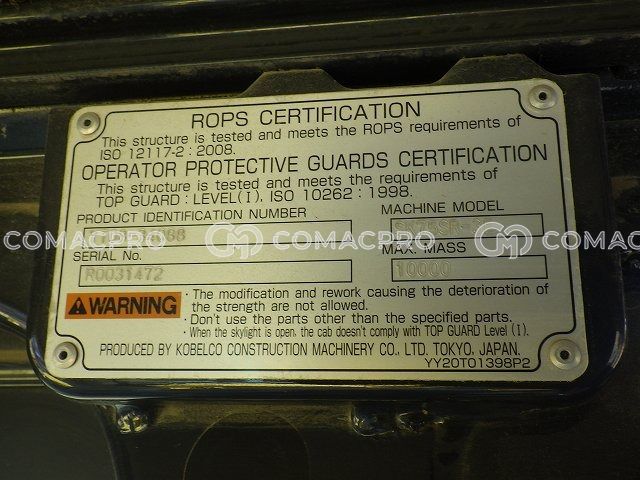 ROPS CERTIFICATION
This structure is tested and meets the ROPS requirements of
ISO 12117-2 : 2008.
OPERATOR PROTECTIVE GUARDS CERTIFICATION
This structure is tested and meets the requirements of
TOP GUARD : LEVEL(I), ISO 10262 : 1998.
PRODUCT IDENTIFICATION NUMBER
MACHINE MODEL
COMACPRO COMACPRO COMACPRO
SERIAL No.
MAX. MASS
R0031472
10000
WARNING
· The modification and rework causing the deterioration of
the strength are not allowed.
· Don't use the parts other than the specified parts.
· When the skylight is open, the cab doesn't comply with TOP GUARD Level (I).
PRODUCED BY KOBELCO CONSTRUCTION MACHINERY CO., LTD. TOKYO, JAPAN.
YY20T01398P2